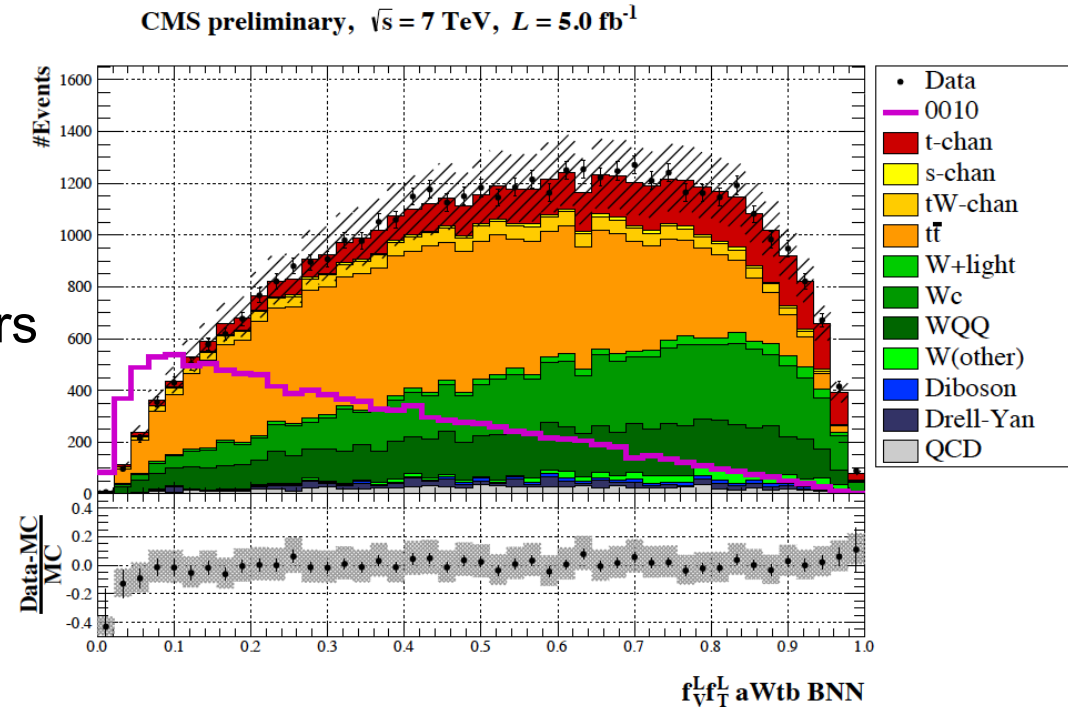 CMS preliminary, √s = 7 TeV, L = 5.0 fb⁻¹
#Events
1600
1400
1200
1000
800
600
400
200
0
rs
Data
0010
t-chan
s-chan
tW-chan
tt̄
W+light
Wc
WQQ
W(other)
Diboson
Drell-Yan
QCD
Data-MC
MC
0.4
0.2
0.0
-0.2
-0.4
0.0 0.1 0.2 0.3 0.4 0.5 0.6 0.7 0.8 0.9 1.0
f_V^L f_T^L aWtb BNN